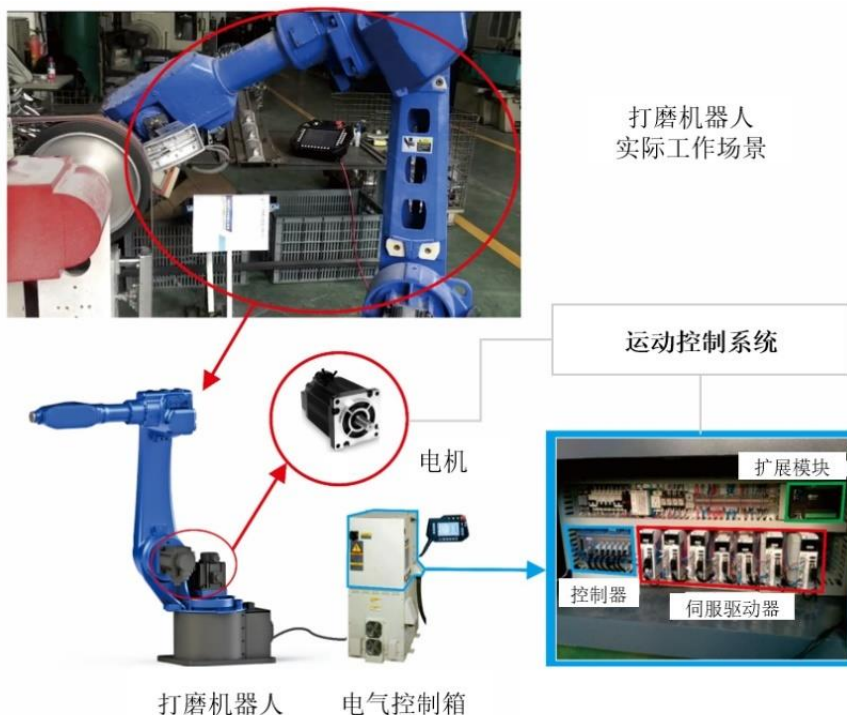 打磨机器人
实际工作场景
运动控制系统
电机
扩展模块
控制器
伺服驱动器
打磨机器人
电气控制箱